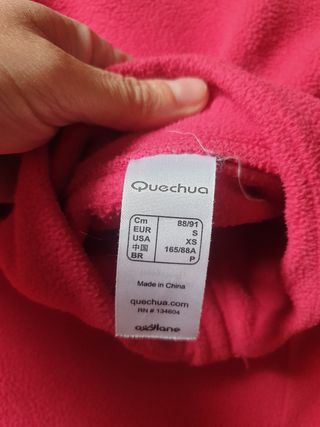 Quechua
Cm 88/91
EUR S
USA XS
中国 165/88A
BR P
Made in China
quechua.com
RN # 134604
oxylane